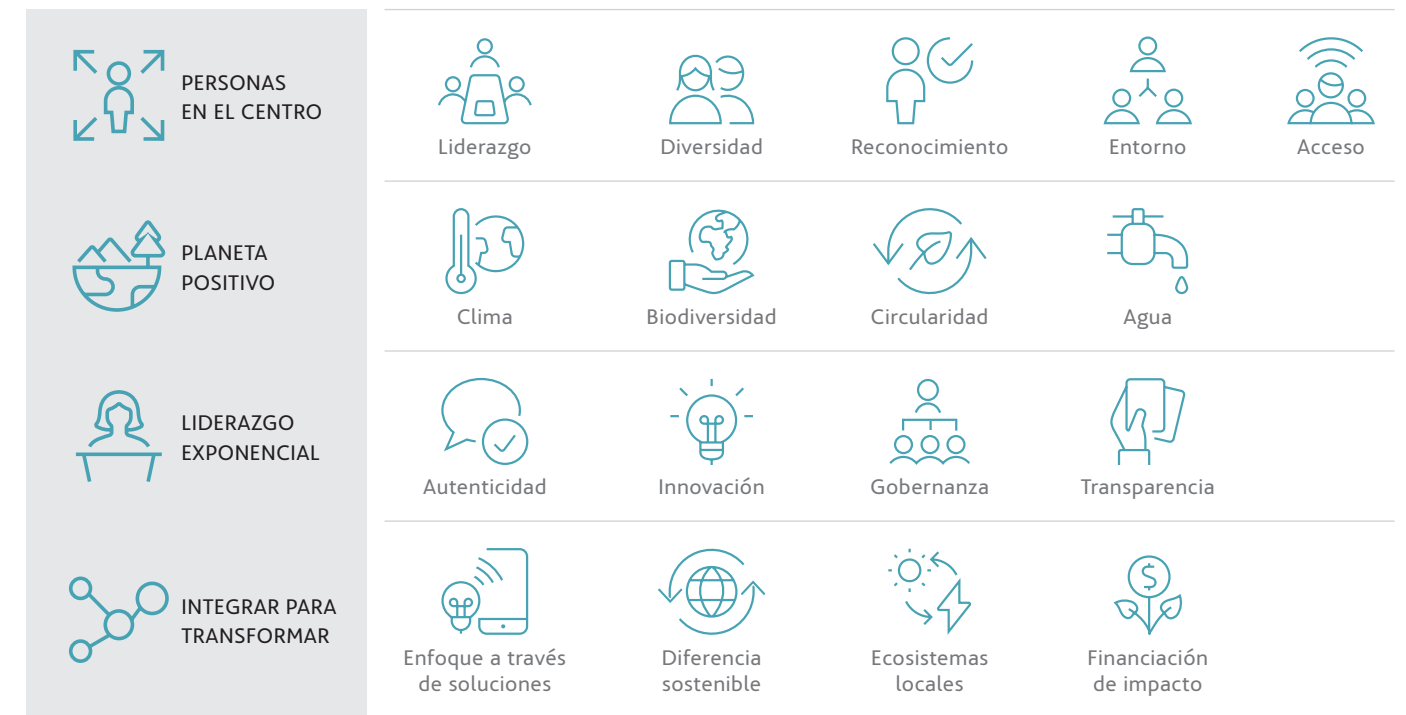 PERSONAS
EN EL CENTRO
Liderazgo
Diversidad
Reconocimiento
Entorno
Acceso
PLANETA
POSITIVO
Clima
Biodiversidad
Circularidad
Agua
LIDERAZGO
EXPONENCIAL
Autenticidad
Innovación
Gobernanza
Transparencia
INTEGRAR PARA
TRANSFORMAR
Enfoque a través
de soluciones
Diferencia
sostenible
Ecosistemas
locales
$
Financiación
de impacto